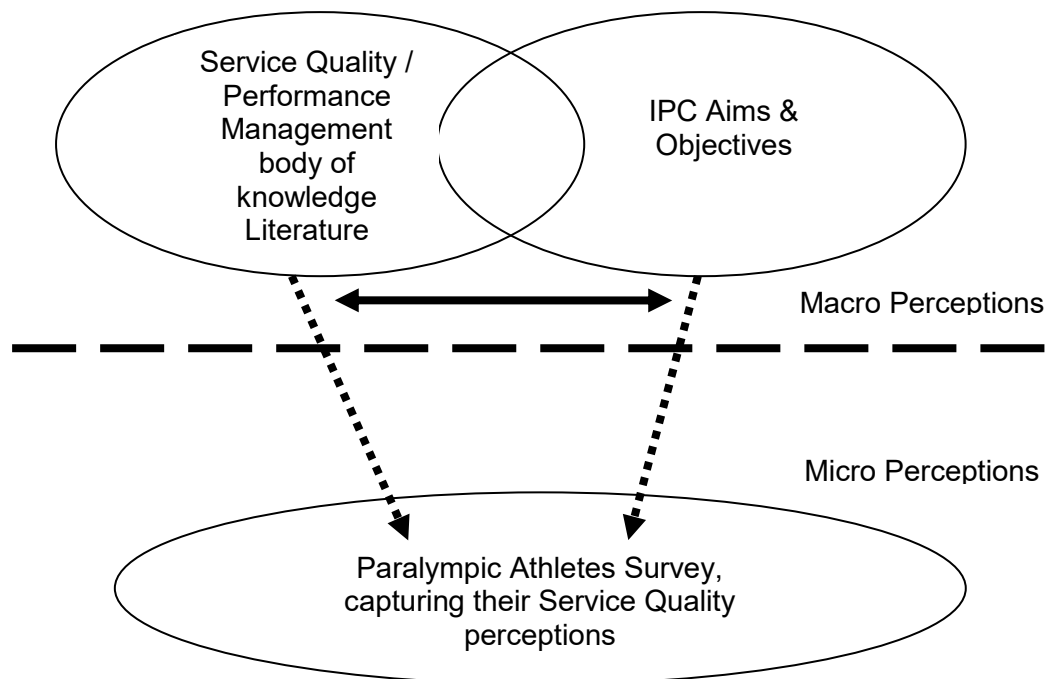 Service Quality /
Performance
Management
body of
knowledge
Literature
IPC Aims &
Objectives
Macro Perceptions
Micro Perceptions
Paralympic Athletes Survey,
capturing their Service Quality
perceptions